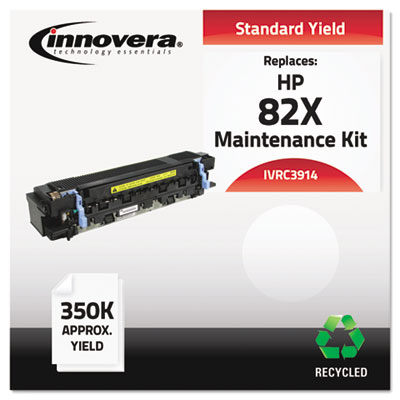 innovera
technology essentials
Standard Yield
Replaces:
HP
82X
Maintenance Kit
IVRC3914
350K
APPROX.
YIELD
RECYCLED